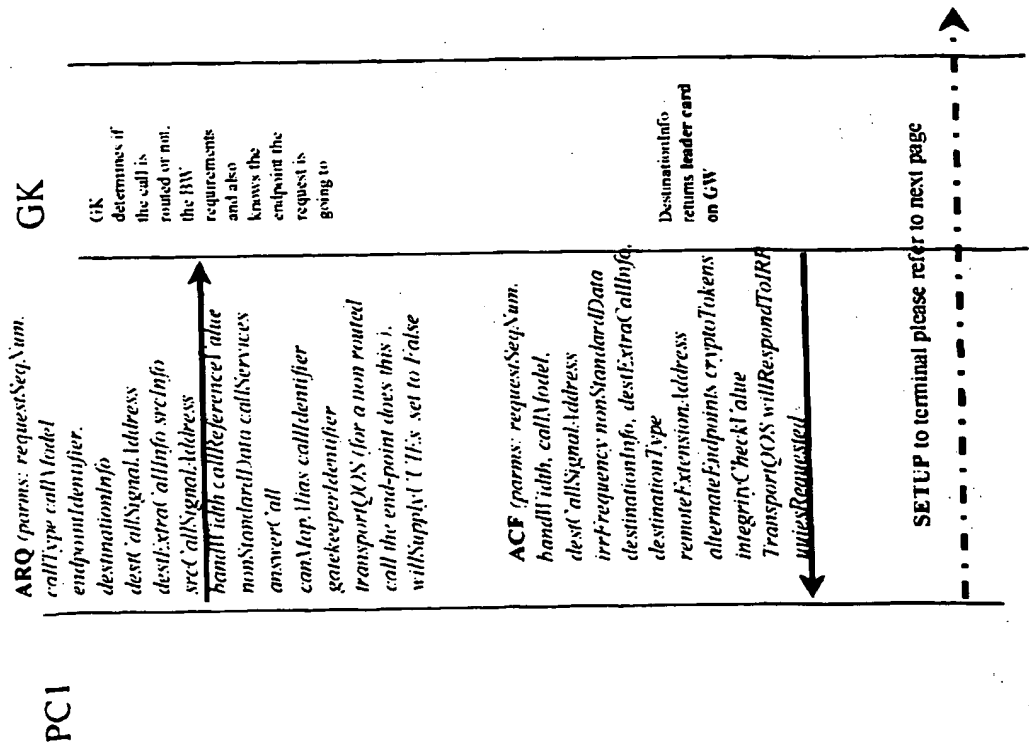 PC1
GK
ARQ (params: requestSeqNum.
callType callModel
endpointIdentifier.
destinationInfo
destCallSignalAddress
destExtraCallInfo srcInfo
srcCallSignalAddress
bandWidth callReferenceValue
nonStandardData callServices
answerCall
canMapAlias callIdentifier
gatekeeperIdentifier
transportQOS (for a non routed
call the end-point does this ).
willSupplyUUIEs set to False
GK
determines if
the call is
routed or not.
the BW
requirements
and also
knows the
endpoint the
request is
going to
ACF (parms: requestSeqNum.
bandWidth, callModel,
destCallSignalAddress
irrFrequency nonStandardData
destinationInfo, destExtraCallInfo,
destinationType
remoteExtensionAddress
alternateEndpoints cryptoTokens
integrityCheckValue
TransportQOS willRespondToIRR
uuiesRequested
DestinationInfo
returns leader card
on GW
SETUP to terminal please refer to next page